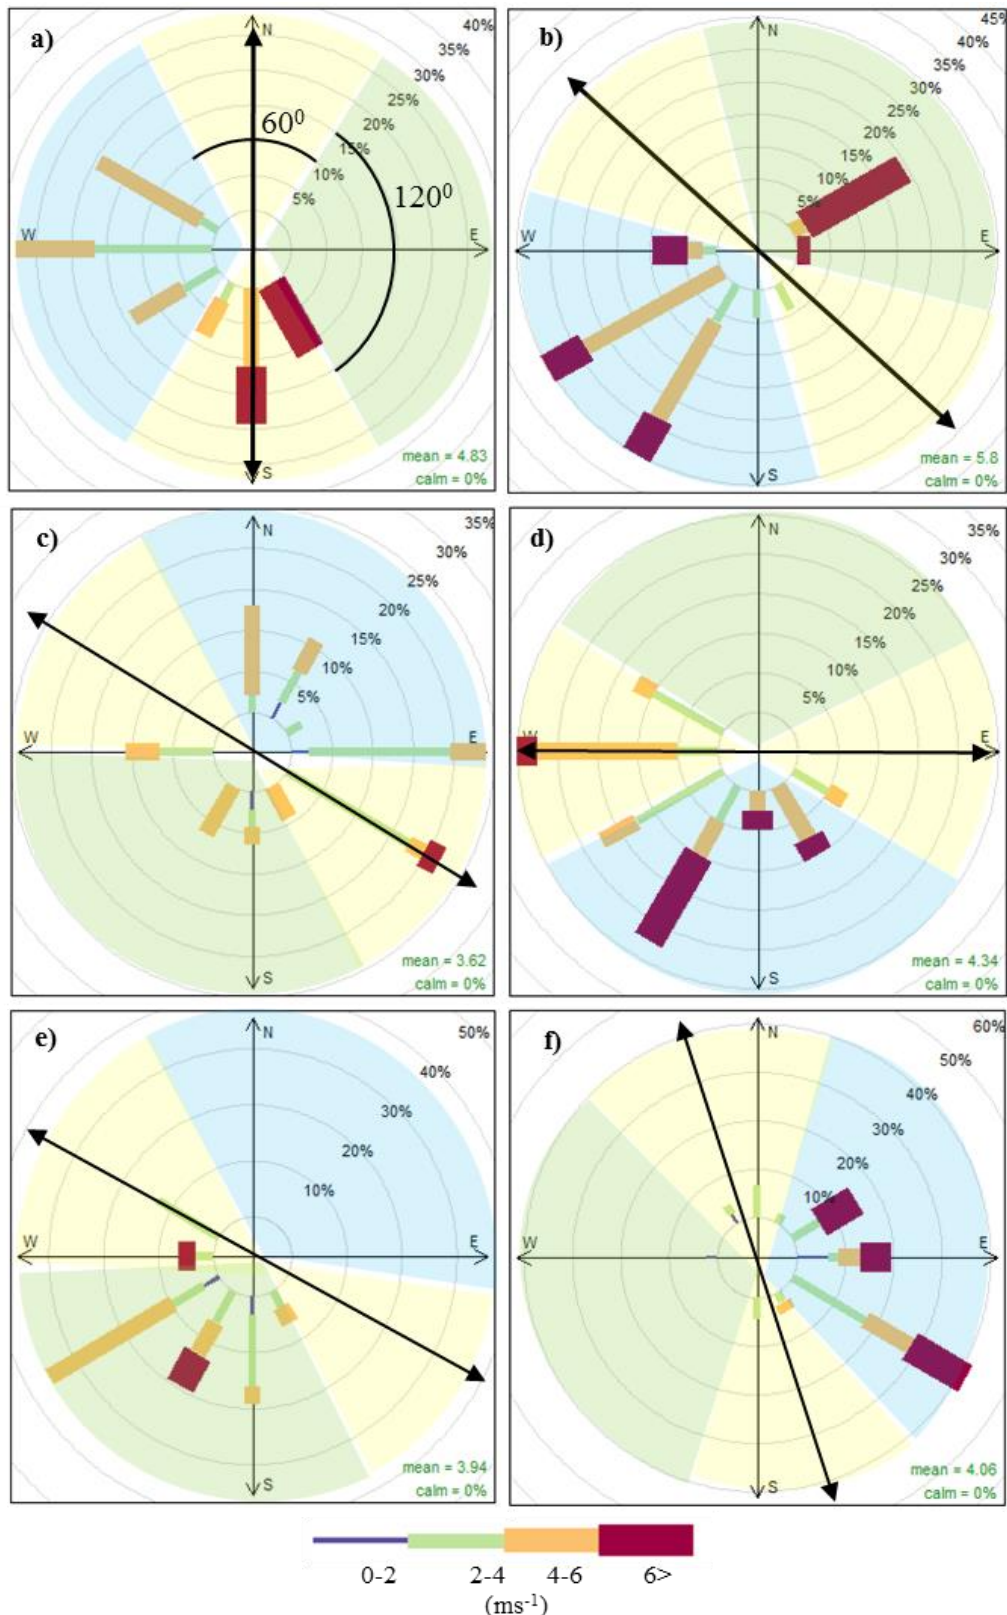 a)
N
40%
35%
30%
25%
20%
15%
10%
5%
60⁰
120⁰
W
E
S
mean = 4.83
calm = 0%
b)
N
45%
40%
35%
30%
25%
20%
15%
10%
5%
W
E
S
mean = 5.8
calm = 0%
c)
N
35%
30%
25%
20%
15%
10%
5%
W
E
S
mean = 3.62
calm = 0%
d)
N
35%
30%
25%
20%
15%
10%
5%
W
E
S
mean = 4.34
calm = 0%
e)
N
50%
40%
30%
20%
10%
W
E
S
mean = 3.94
calm = 0%
f)
N
60%
50%
40%
30%
20%
10%
W
E
S
mean = 4.06
calm = 0%
0-2 2-4 4-6 6>
(ms⁻¹)